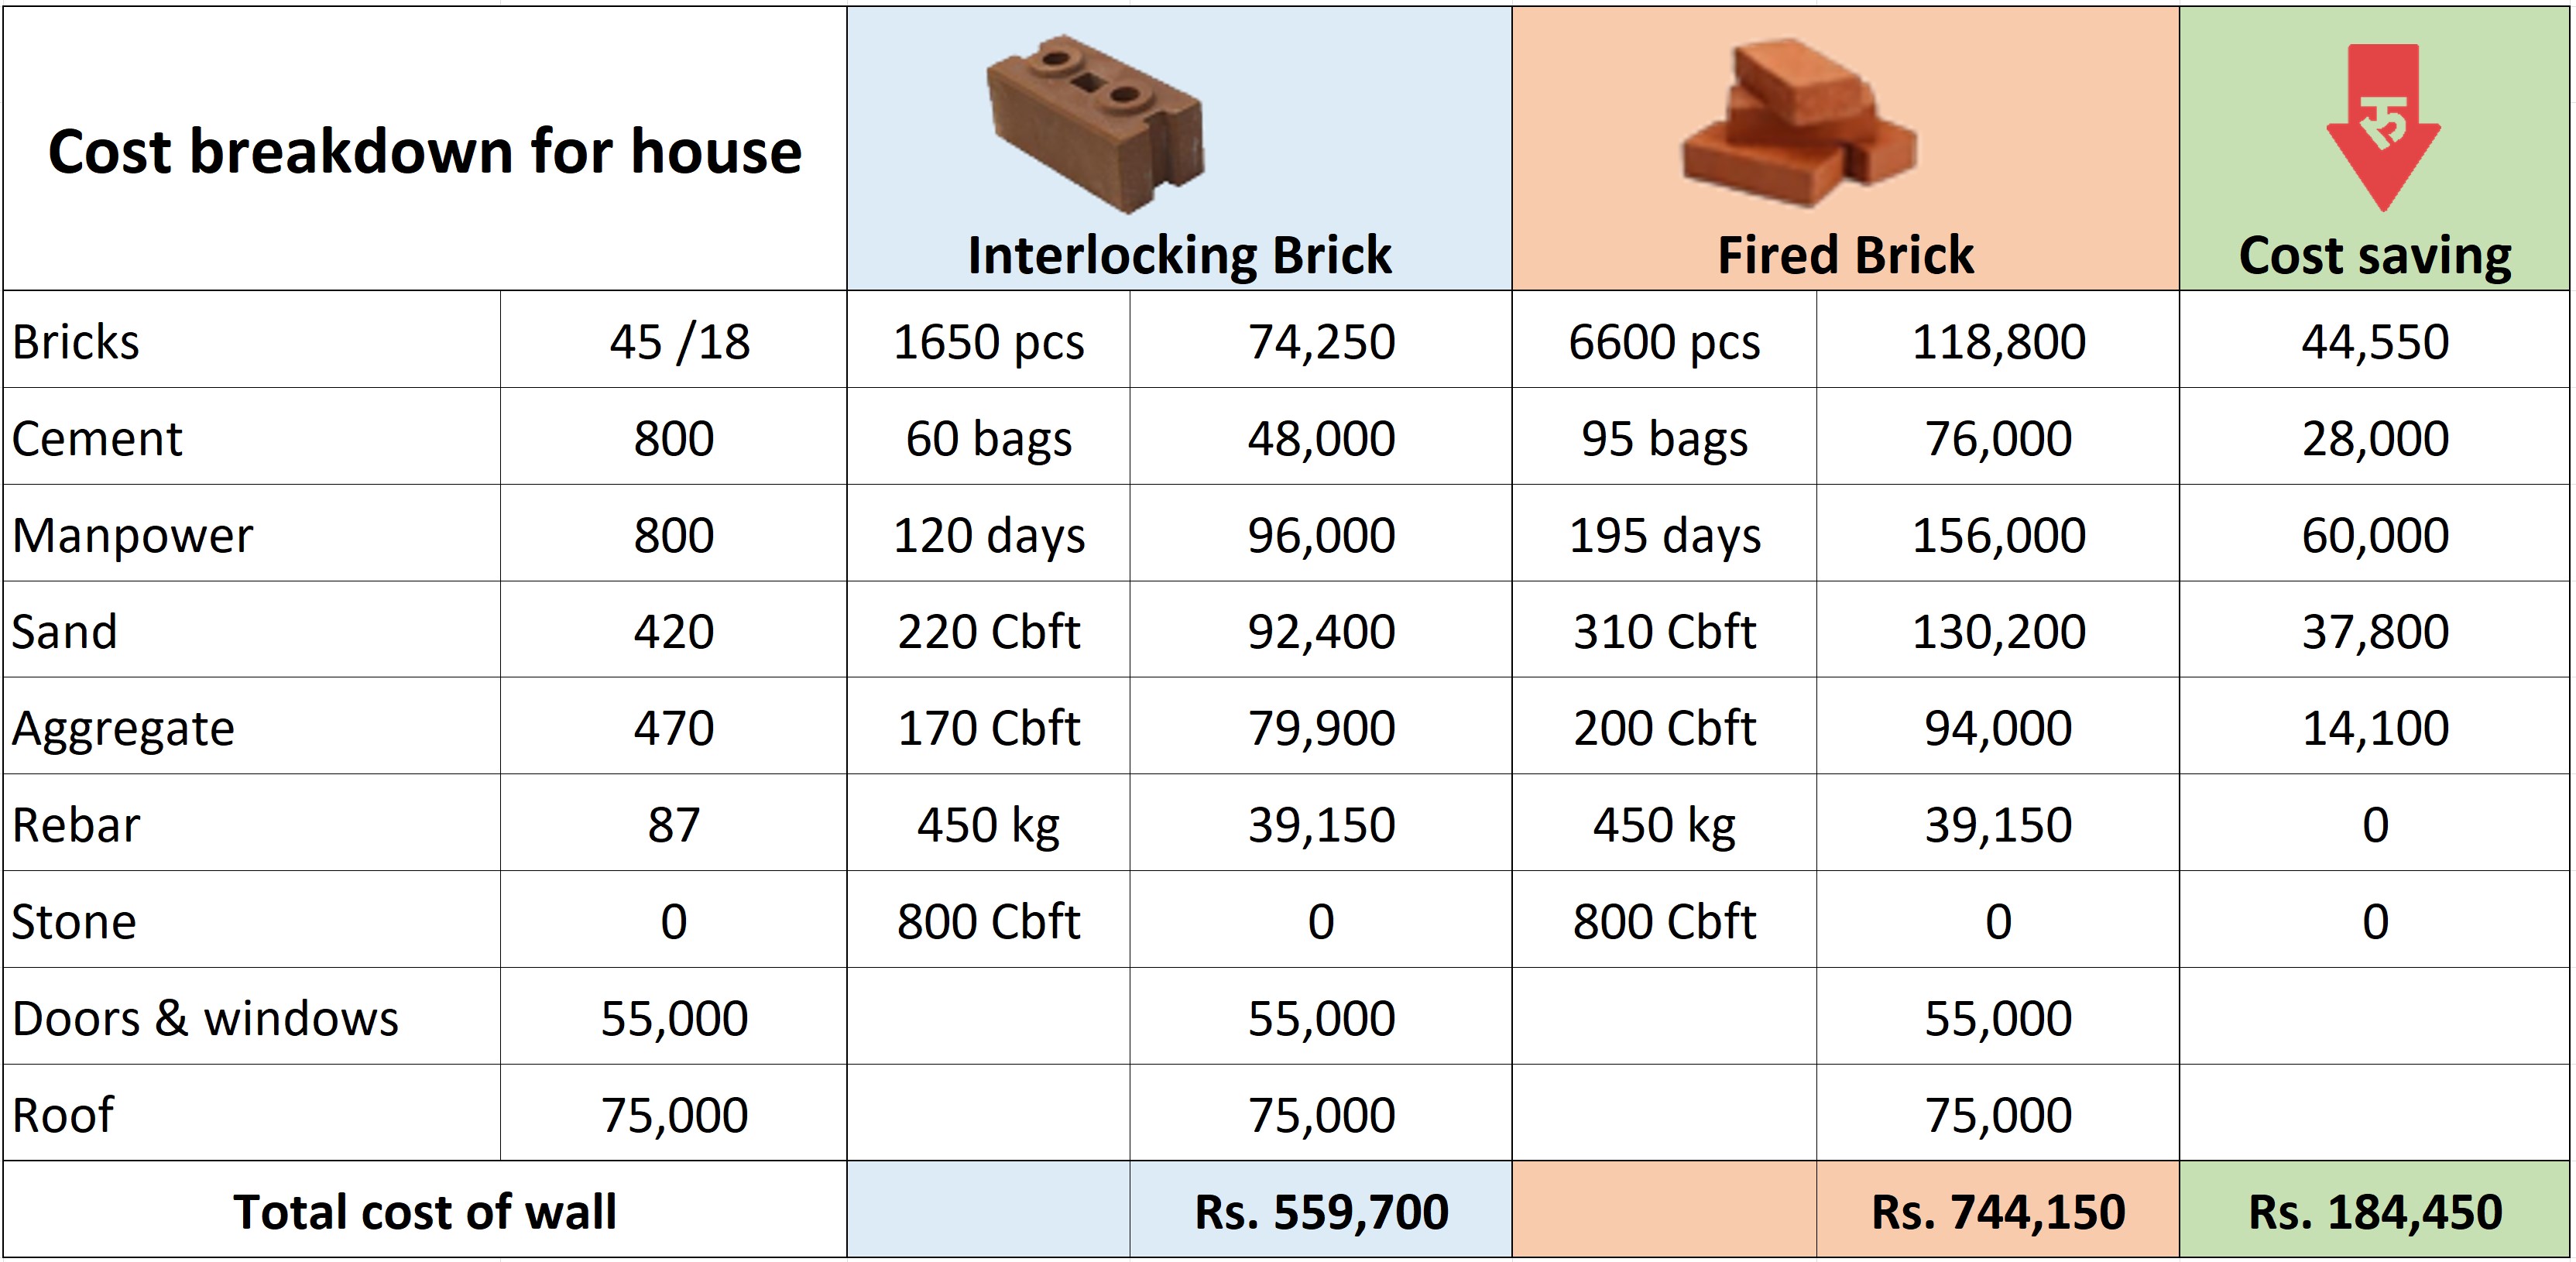 Cost breakdown for house
Interlocking Brick
Fired Brick
रु
Cost saving
Bricks 45 /18 1650 pcs 74,250 6600 pcs 118,800 44,550
Cement 800 60 bags 48,000 95 bags 76,000 28,000
Manpower 800 120 days 96,000 195 days 156,000 60,000
Sand 420 220 Cbft 92,400 310 Cbft 130,200 37,800
Aggregate 470 170 Cbft 79,900 200 Cbft 94,000 14,100
Rebar 87 450 kg 39,150 450 kg 39,150 0
Stone 0 800 Cbft 0 800 Cbft 0 0
Doors & windows 55,000 55,000 55,000
Roof 75,000 75,000 75,000
Total cost of wall Rs. 559,700 Rs. 744,150 Rs. 184,450